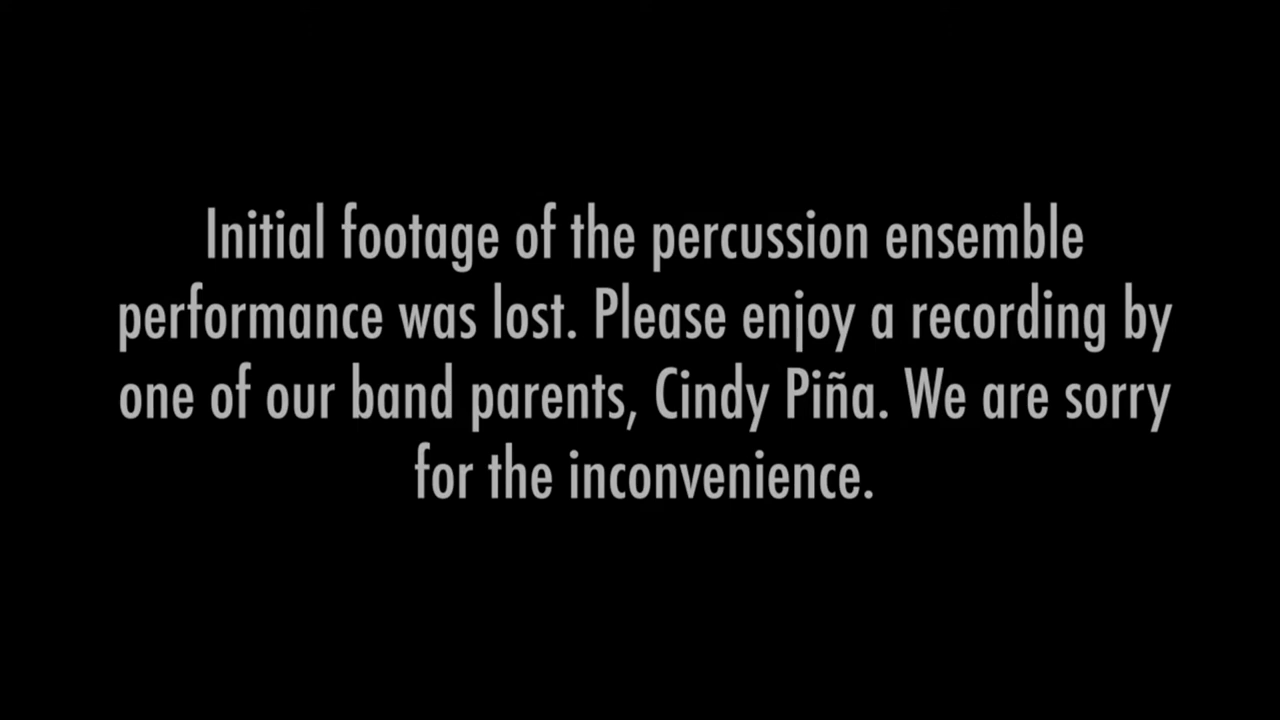 Initial footage of the percussion ensemble
performance was lost. Please enjoy a recording by
one of our band parents, Cindy Piña. We are sorry
for the inconvenience.